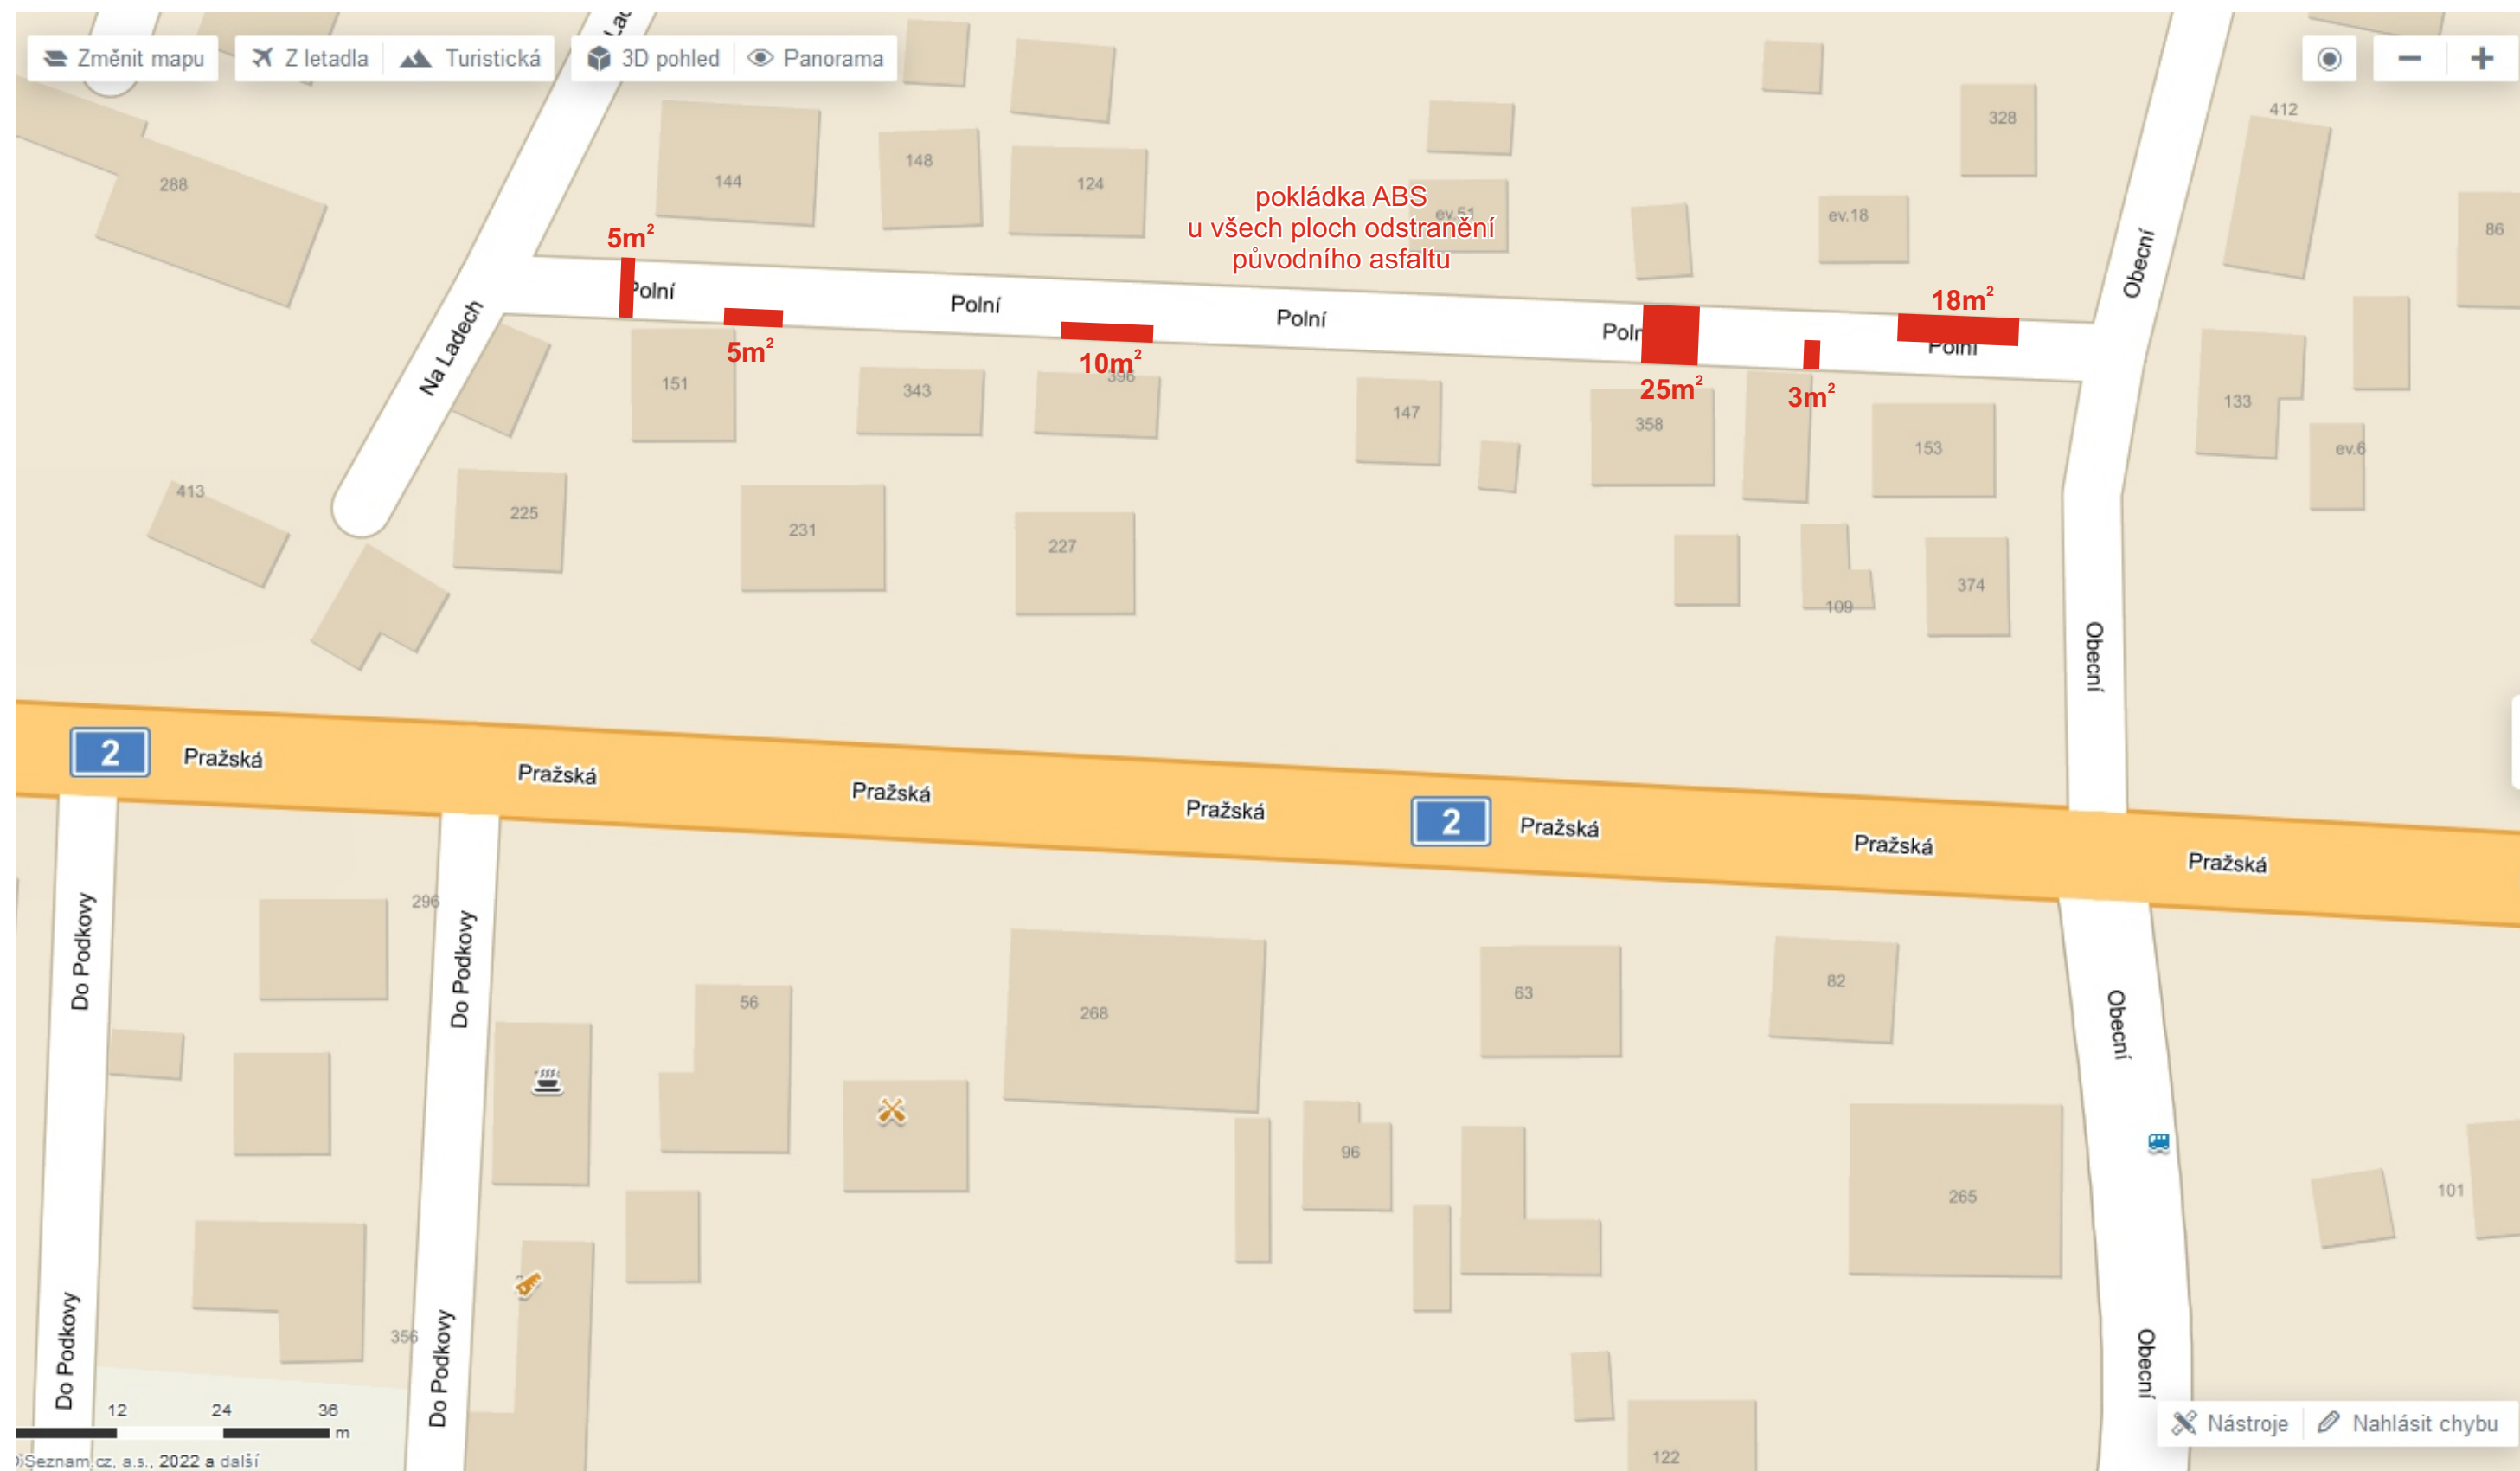 Změnit mapu
Z letadla
Turistická
3D pohled
Panorama
412
328
148
144
124
288
pokládka ABS
ev.51
u všech ploch odstranění
původního asfaltu
ev.18
86
5m²
Obecní
Polní
Polní
Polní
18m²
Polní
Na Ladech
5m²
10m²
396
25m²
3m²
151
343
147
358
153
133
ev.6
413
225
231
227
374
109
Obecní
2
Pražská
Pražská
Pražská
Pražská
2
Pražská
Pražská
Pražská
296
Do Podkovy
Do Podkovy
56
268
63
82
Obecní
96
265
101
Do Podkovy
356
Do Podkovy
Obecní
12 24 36
m
Seznam.cz, a.s., 2022 a další
122
Nástroje
Nahlásit chybu